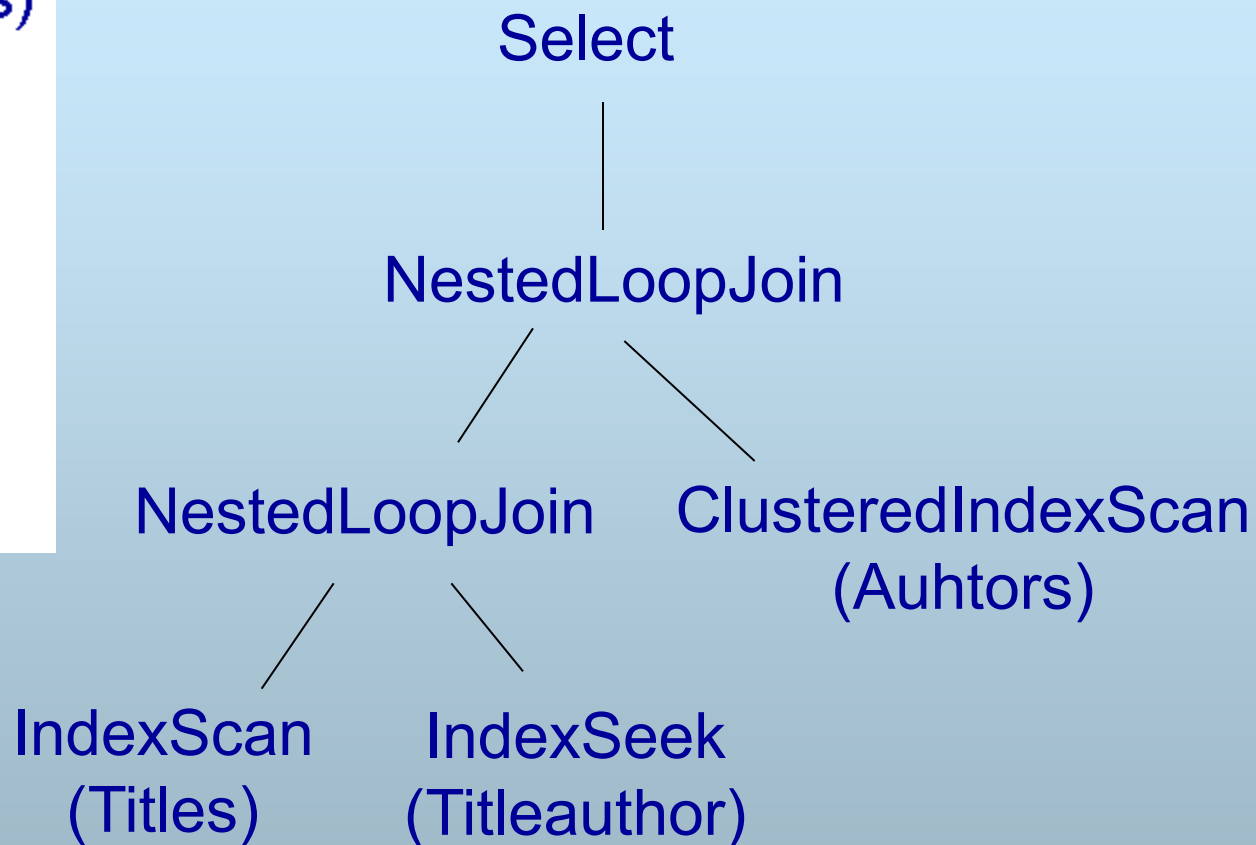 s)
Select
NestedLoopJoin
NestedLoopJoin
ClusteredIndexScan
(Auhtors)
IndexScan
(Titles)
IndexSeek
(Titleauthor)